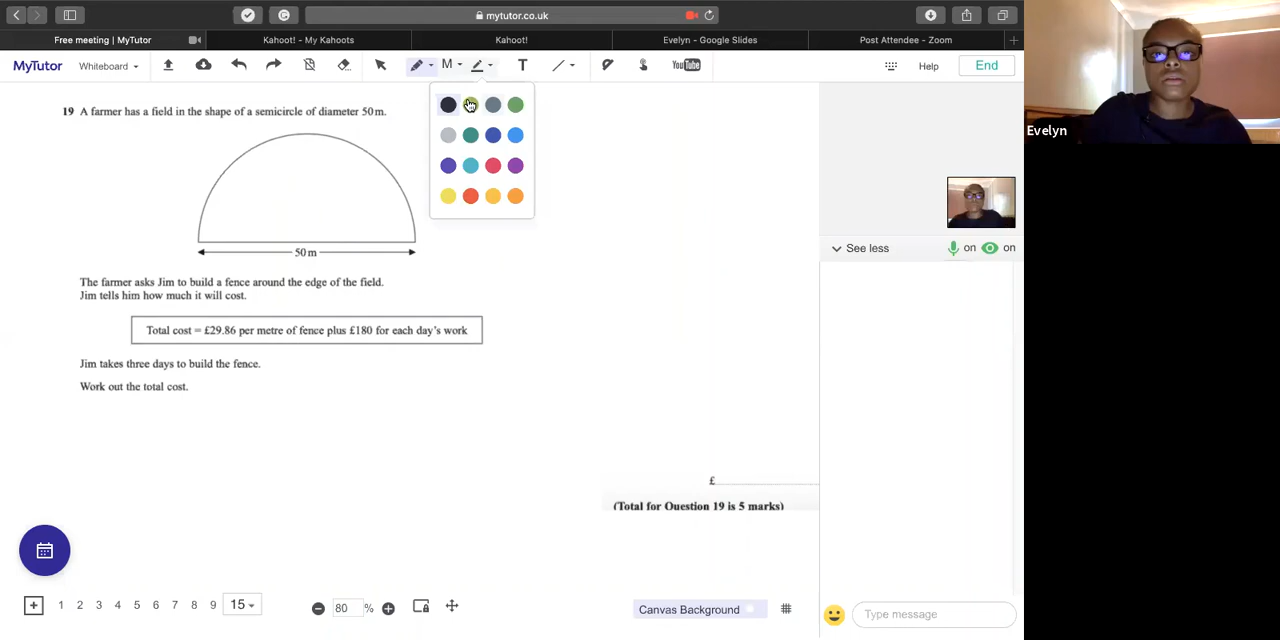 mytutor.co.uk
Free meeting | MyTutor
Kahoot! - My Kahoots
Kahoot!
Evelyn - Google Slides
Post Attendee - Zoom
MyTutor
Whiteboard
M
T
YouTube
Help
End
19 A farmer has a field in the shape of a semicircle of diameter 50 m.
50 m
The farmer asks Jim to build a fence around the edge of the field.
Jim tells him how much it will cost.
Total cost = £29.86 per metre of fence plus £180 for each day's work
Jim takes three days to build the fence.
Work out the total cost.
£
(Total for Question 19 is 5 marks)
1 2 3 4 5 6 7 8 9 15
80 %
Canvas Background
See less
on
on
Type message
Evelyn